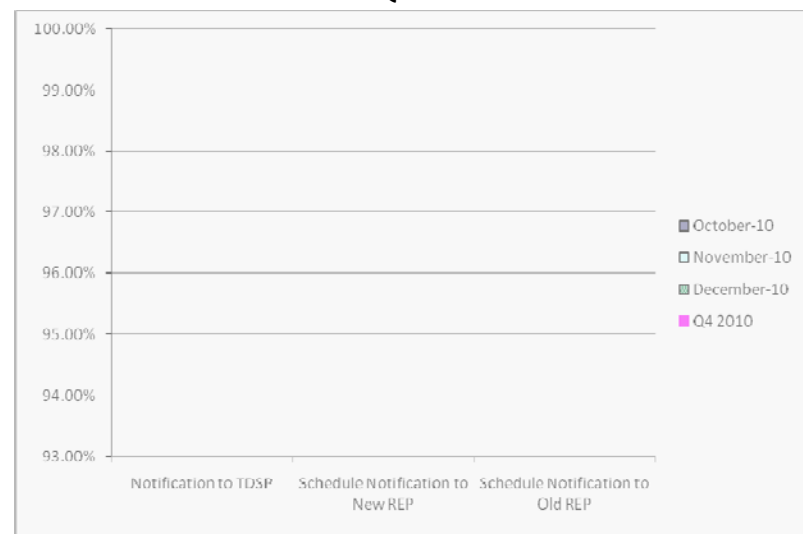 100.00%
99.00%
98.00%
97.00%
96.00%
95.00%
94.00%
93.00%
Notification to TDSP
Schedule Notification to
New REP
Schedule Notification to
Old REP
October-10
November-10
December-10
Q4 2010